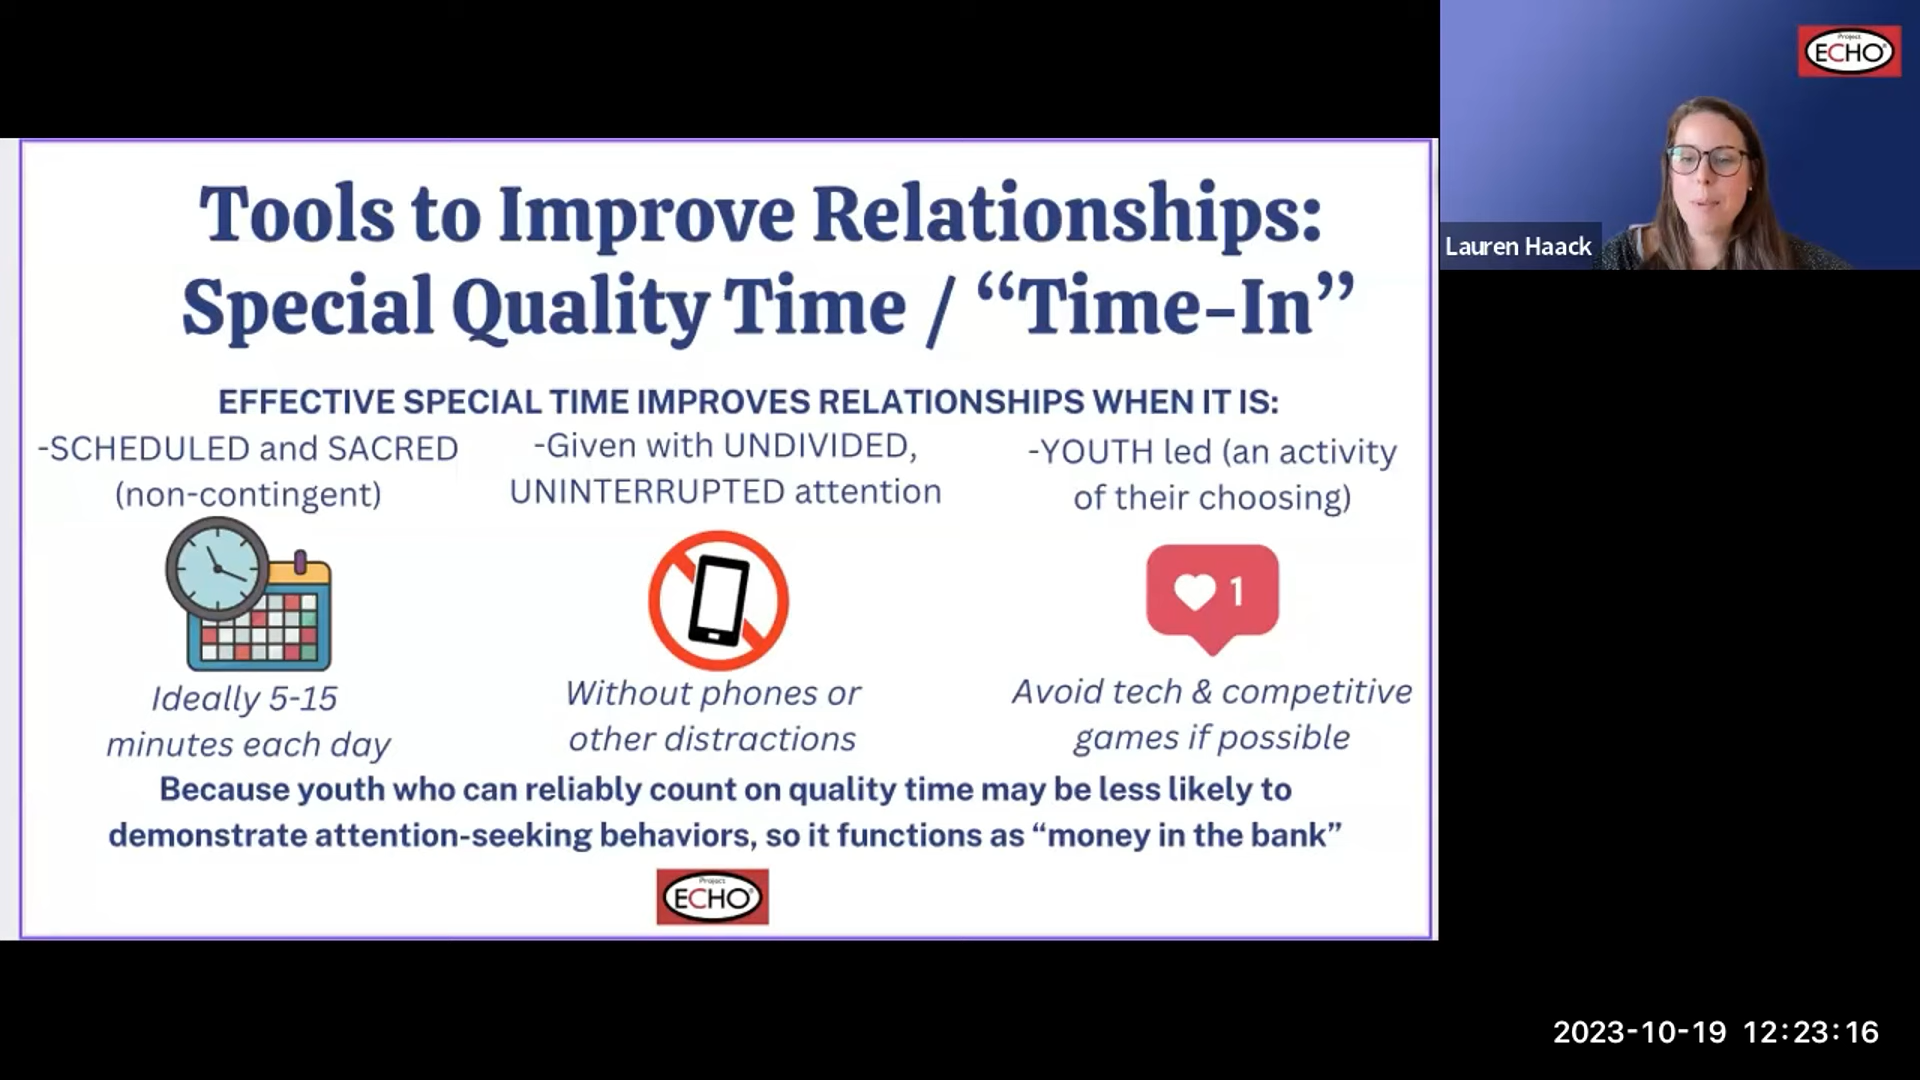 Project
ECHO
Lauren Haack
Tools to Improve Relationships:
Special Quality Time / “Time-In”
EFFECTIVE SPECIAL TIME IMPROVES RELATIONSHIPS WHEN IT IS:
-SCHEDULED and SACRED
(non-contingent)
Ideally 5-15
minutes each day
-Given with UNDIVIDED,
UNINTERRUPTED attention
Without phones or
other distractions
-YOUTH led (an activity
of their choosing)
1
Avoid tech & competitive
games if possible
Because youth who can reliably count on quality time may be less likely to
demonstrate attention-seeking behaviors, so it functions as “money in the bank”
Project
ECHO
2023-10-19 12:23:16